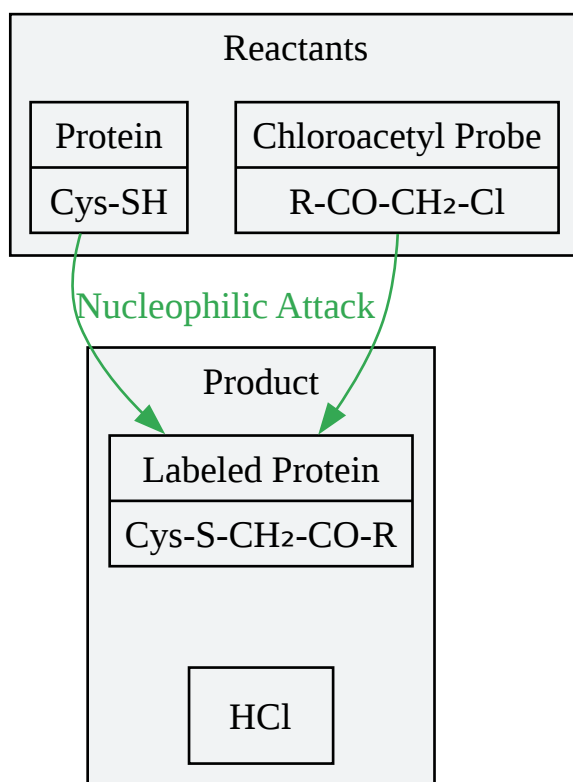 Reactants
Protein
Chloroacetyl Probe
Cys-SH
R-CO-CH₂-Cl
Nucleophilic Attack
Product
Labeled Protein
Cys-S-CH₂-CO-R
HCl